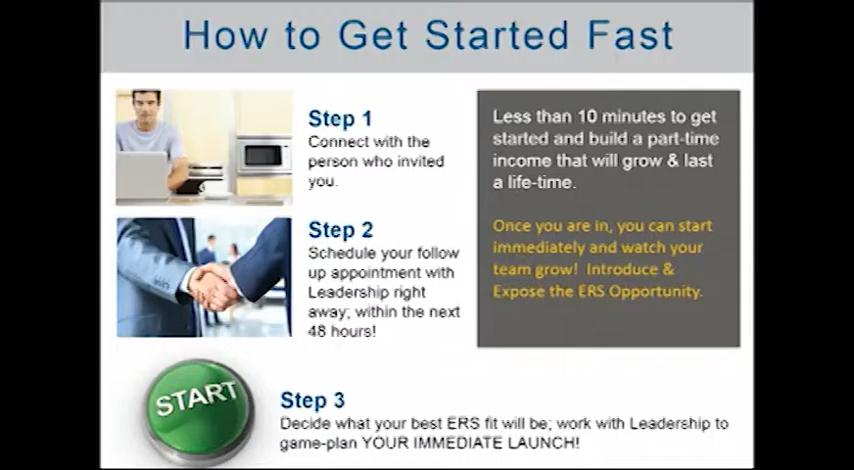 How to Get Started Fast
Step 1
Connect with the
person who invited
you.
Step 2
Schedule your follow
up appointment with
Leadership right
away; within the next
48 hours!
Less than 10 minutes to get
started and build a part-time
income that will grow & last
a life-time.
Once you are in, you can start
immediately and watch your
team grow! Introduce &
Expose the ERS Opportunity.
START
Step 3
Decide what your best ERS fit will be; work with Leadership to
game-plan YOUR IMMEDIATE LAUNCH!